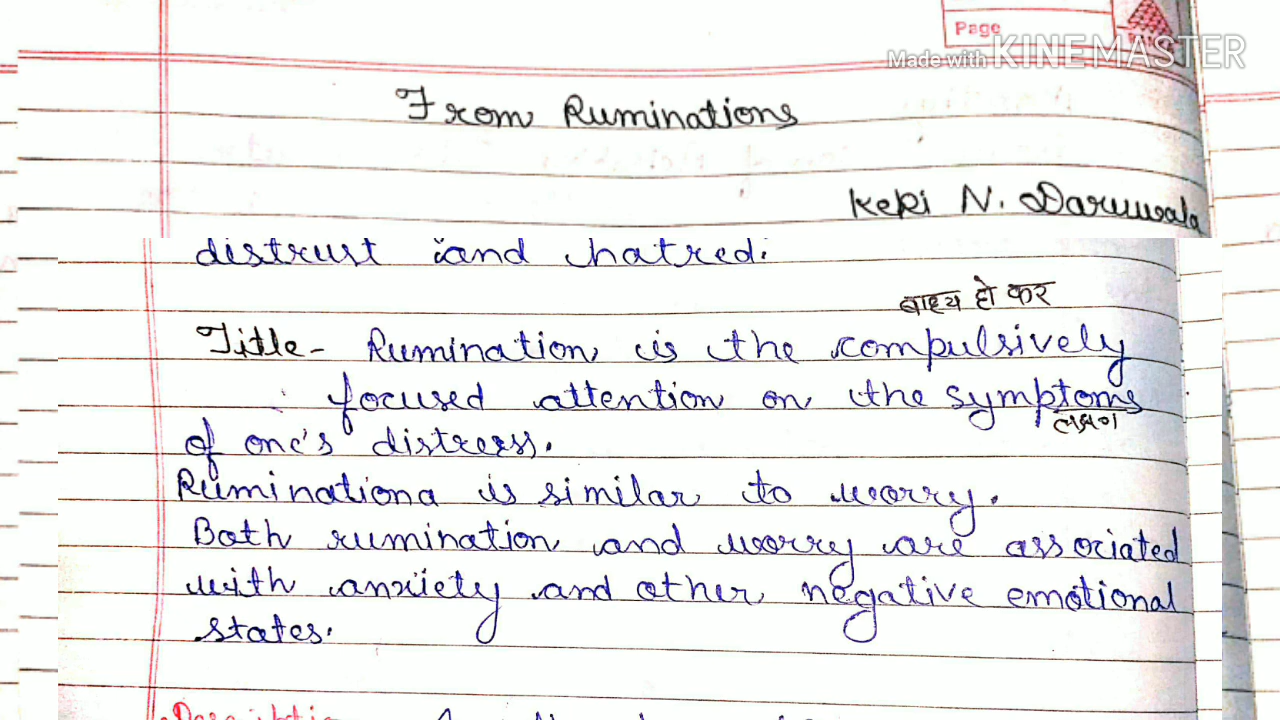 Page
Made with KINEMASTER
From Ruminations
Keki N. Daruwala
distrust and hatred.
बाह्य हो कर
Title- Rumination is the compulsively
focused attention on the symptoms
लक्षण
of one's distress.
Ruminationa is similar to worry.
Both rumination and worry are associated
with anxiety and other negative emotional
states.